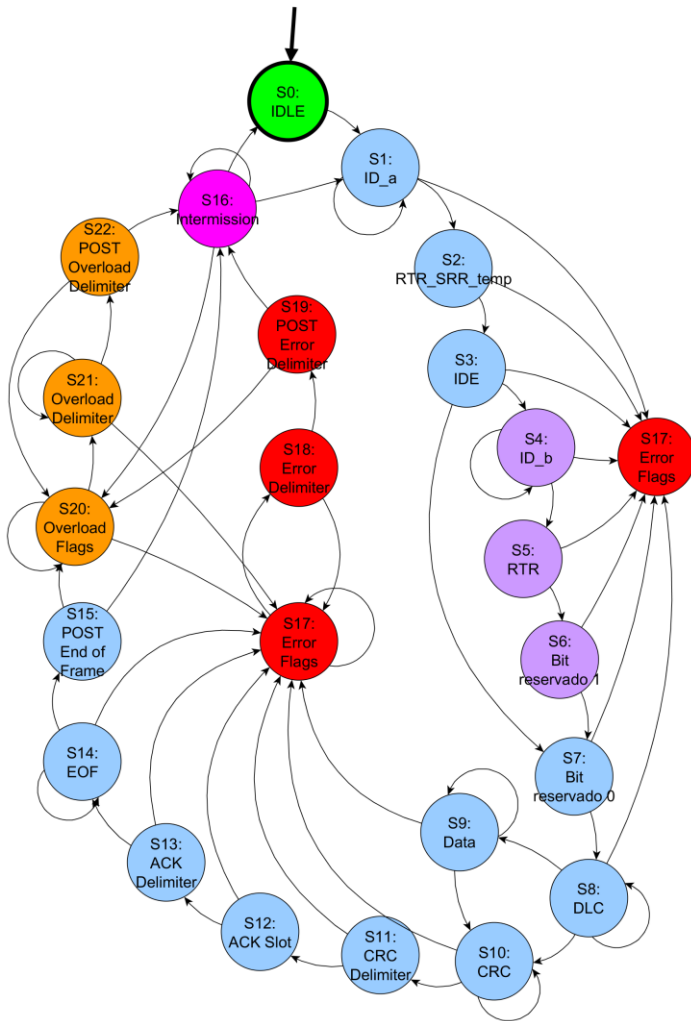 S0:
IDLE
S1:
ID_a
S16:
Intermission
S22:
POST
Overload
Delimiter
S2:
RTR_SRR_temp
S19:
POST
Error
Delimiter
S3:
IDE
S21:
Overload
Delimiter
S4:
ID_b
S17:
Error
Flags
S18:
Error
Delimiter
S20:
Overload
Flags
S5:
RTR
S15:
POST
End of
Frame
S17:
Error
Flags
S6:
Bit
reservado 1
S14:
EOF
S7:
Bit
reservado 0
S9:
Data
S13:
ACK
Delimiter
S8:
DLC
S12:
ACK Slot
S11:
CRC
Delimiter
S10:
CRC